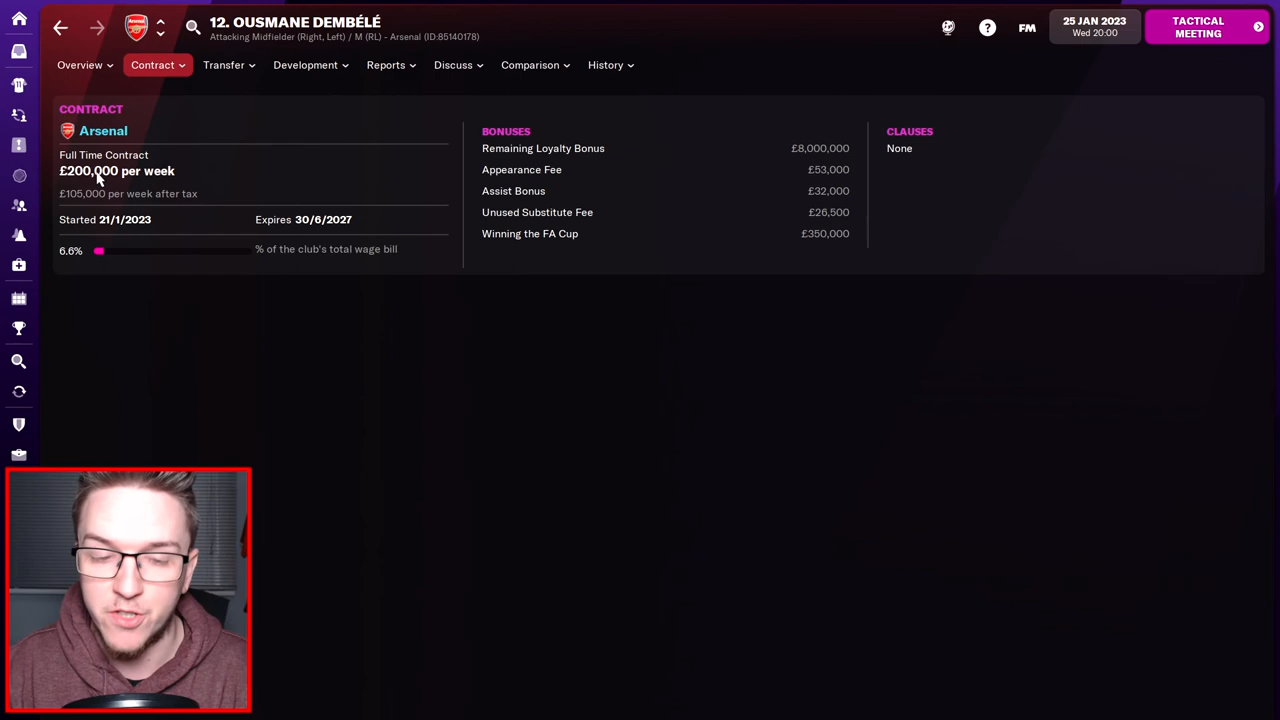 12. OUSMANE DEMBÉLÉ
Attacking Midfielder (Right, Left) / M (RL) - Arsenal (ID:85140178)
FM
25 JAN 2023
Wed 20:00
TACTICAL
MEETING
Overview
Contract
Transfer
Development
Reports
Discuss
Comparison
History
CONTRACT
Arsenal
Full Time Contract
£200,000 per week
£105,000 per week after tax
Started 21/1/2023 Expires 30/6/2027
6.6% % of the club's total wage bill
BONUSES
Remaining Loyalty Bonus £8,000,000
Appearance Fee £53,000
Assist Bonus £32,000
Unused Substitute Fee £26,500
Winning the FA Cup £350,000
CLAUSES
None